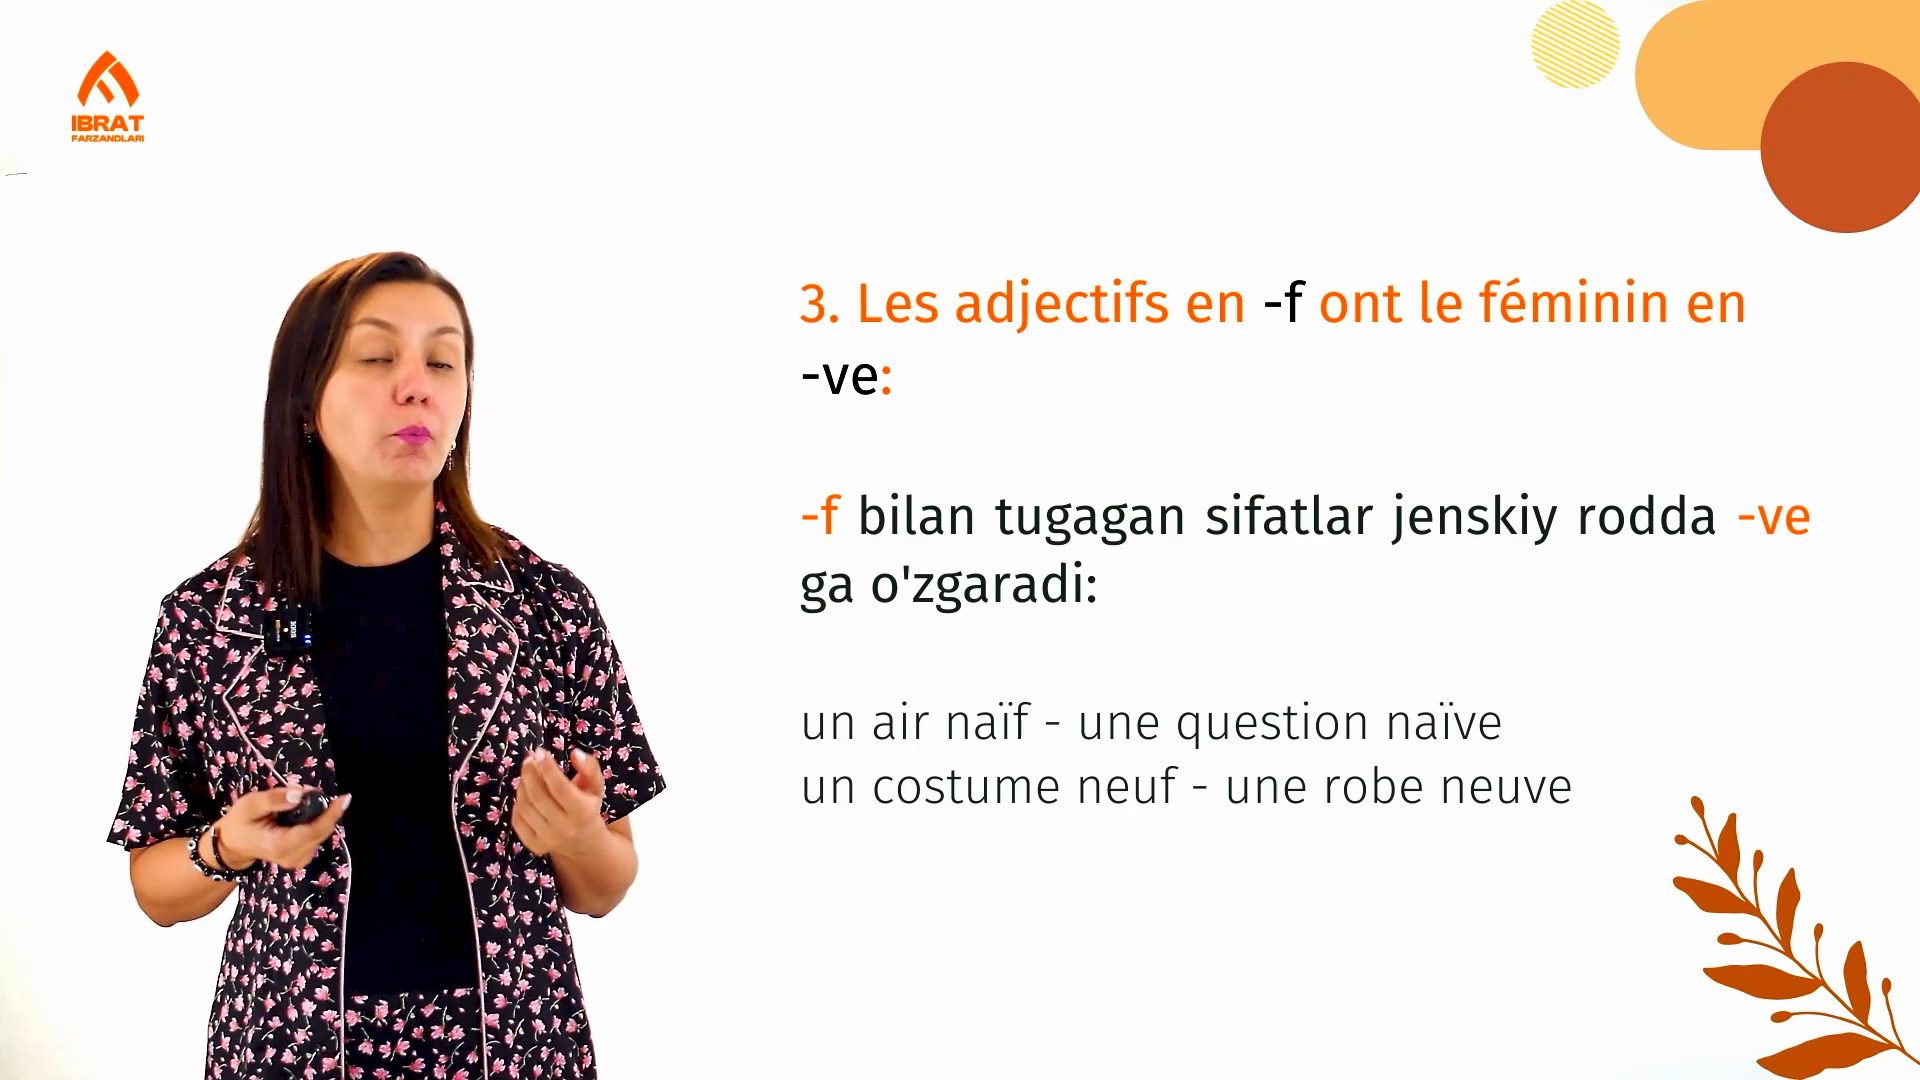 IBRAT
FARZANDLARI
3. Les adjectifs en -f ont le féminin en
-ve:
-f bilan tugagan sifatlar jenskiy rodda -ve
ga o'zgaradi:
un air naïf - une question naïve
un costume neuf - une robe neuve